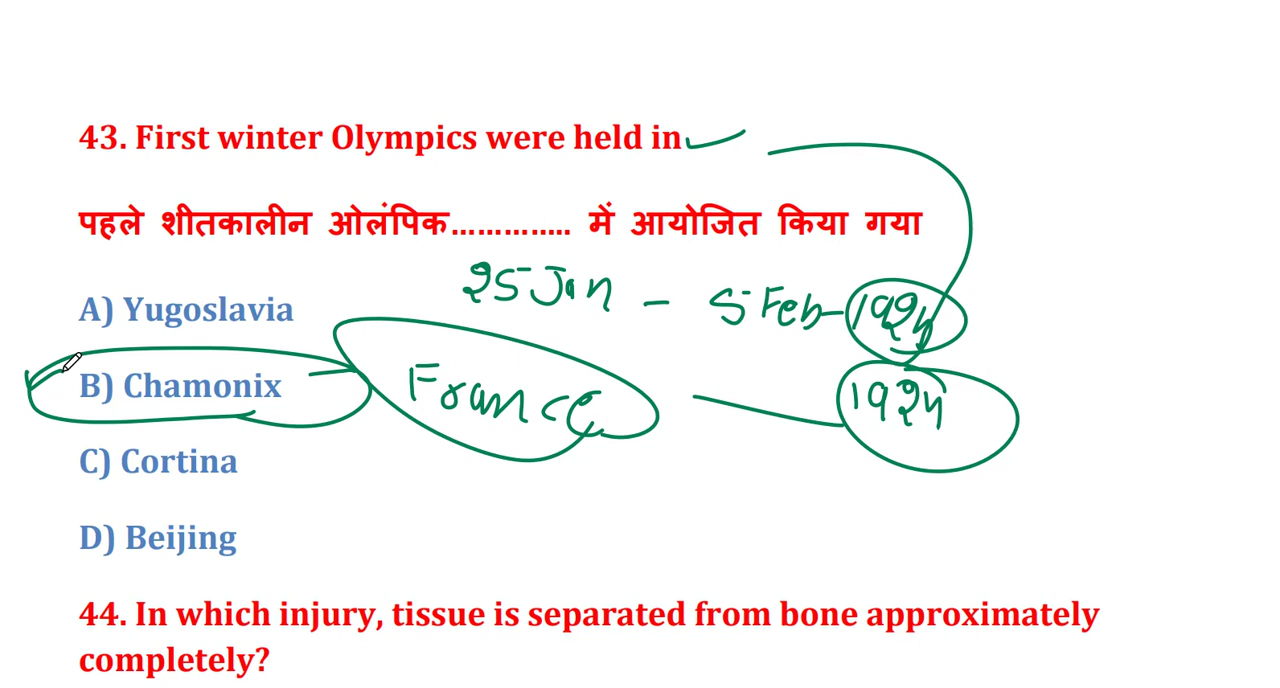 43. First winter Olympics were held in
पहले शीतकालीन ओलंपिक.............. में आयोजित किया गया
25 Jan - 5 Feb - 1924
A) Yugoslavia
B) Chamonix France 1924
C) Cortina
D) Beijing
44. In which injury, tissue is separated from bone approximately
completely?